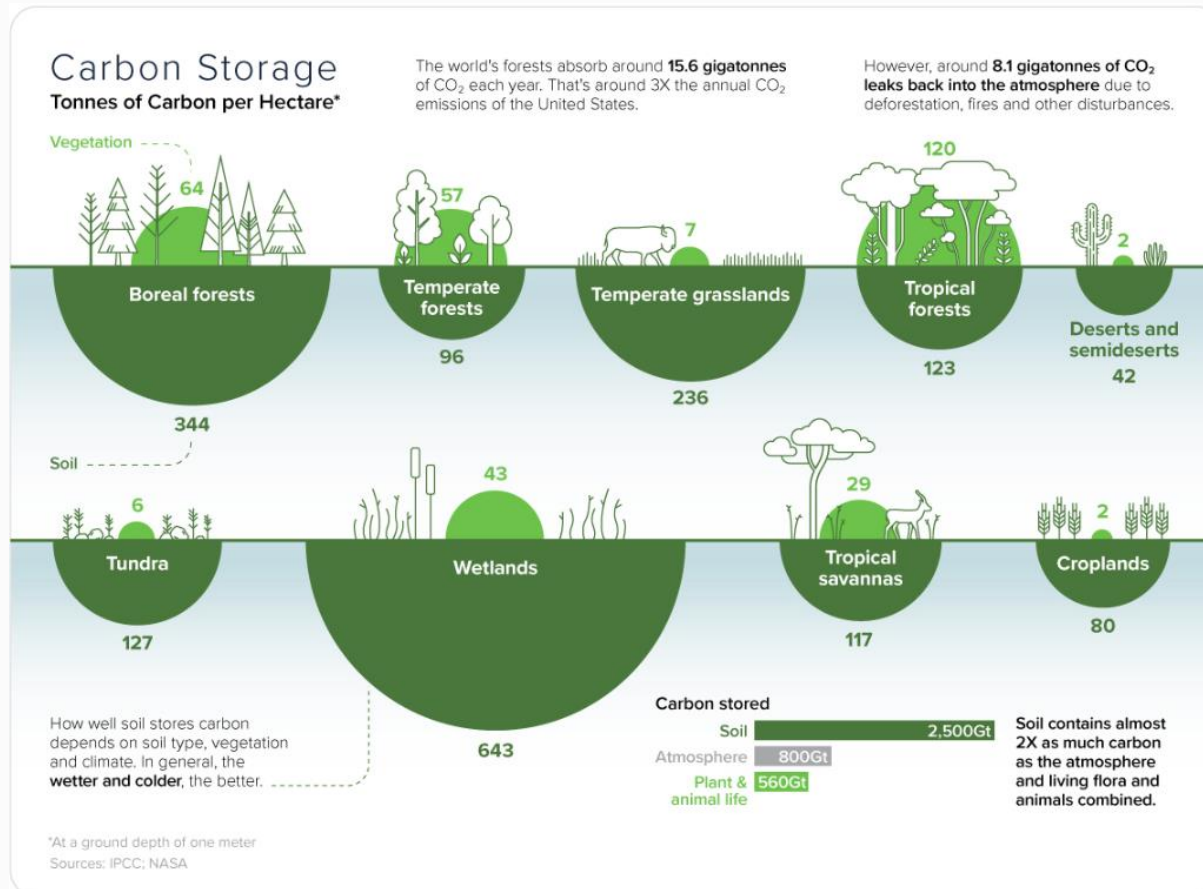 Carbon Storage
Tonnes of Carbon per Hectare*
The world's forests absorb around 15.6 gigatonnes
of CO₂ each year. That's around 3X the annual CO₂
emissions of the United States.
However, around 8.1 gigatonnes of CO₂
leaks back into the atmosphere due to
deforestation, fires and other disturbances.
Vegetation
64
57
7
120
2
Boreal forests
Temperate
forests
Temperate grasslands
Tropical
forests
Deserts and
semideserts
344
96
236
123
42
Soil
6
43
29
2
Tundra
Wetlands
Tropical
savannas
Croplands
127
643
117
80
How well soil stores carbon
depends on soil type, vegetation
and climate. In general, the
wetter and colder, the better.
Carbon stored
Soil 2,500Gt
Atmosphere 800Gt
Plant & 560Gt
animal life
Soil contains almost
2X as much carbon
as the atmosphere
and living flora and
animals combined.
*At a ground depth of one meter
Sources: IPCC; NASA